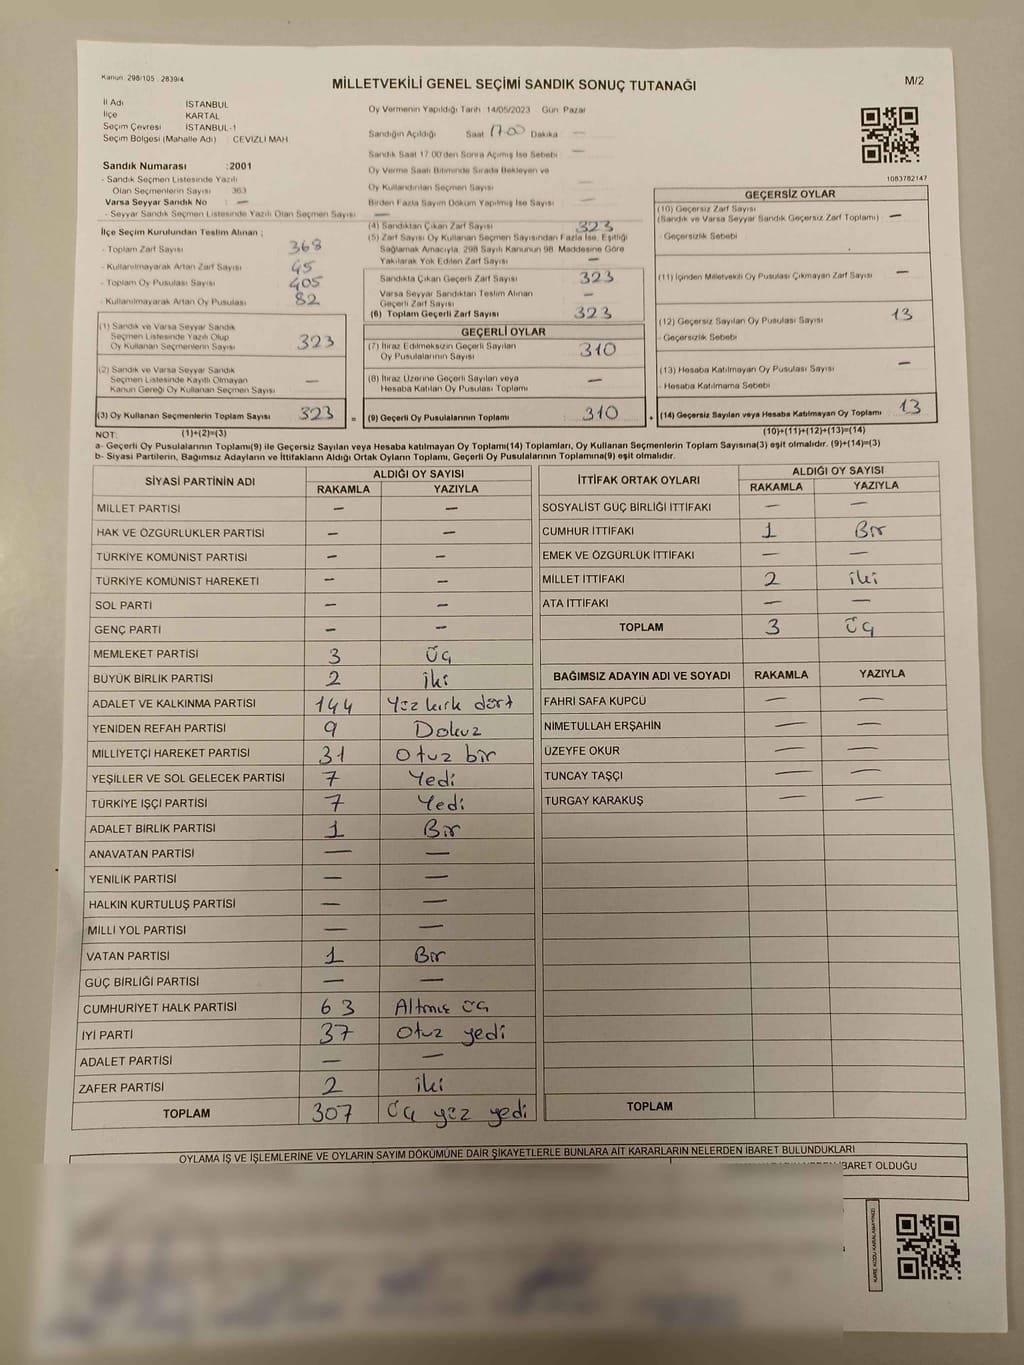 Kanun: 298/105 . 2839/4
MİLLETVEKİLİ GENEL SEÇİMİ SANDIK SONUÇ TUTANAĞI
M/2
İl Adı İSTANBUL
İlçe KARTAL
Seçim Çevresi İSTANBUL-1
Seçim Bölgesi (Mahalle Adı) : CEVİZLİ MAH
Sandık Numarası :2001
- Sandık Seçmen Listesinde Yazılı
Olan Seçmenlerin Sayısı 363
Varsa Seyyar Sandık No : —
- Seyyar Sandık Seçmen Listesinde Yazılı Olan Seçmen Sayısı —
İlçe Seçim Kurulundan Teslim Alınan ;
- Toplam Zarf Sayısı 368
- Kullanılmayarak Artan Zarf Sayısı 45
- Toplam Oy Pusulası Sayısı 405
- Kullanılmayarak Artan Oy Pusulası 82
(1) Sandık ve Varsa Seyyar Sandık
Seçmen Listesinde Yazılı Olup
Oy Kullanan Seçmenlerin Sayısı 323
(2) Sandık ve Varsa Seyyar Sandık
Seçmen Listesinde Kayıtlı Olmayan
Kanun Gereği Oy Kullanan Seçmen Sayısı —
(3) Oy Kullanan Seçmenlerin Toplam Sayısı 323 =
Oy Vermenin Yapıldığı Tarih 14/05/2023 Gün Pazar
Sandığın Açıldığı Saat 17:00 Dakika —
Sandık Saat 17.00'den Sonra Açılmış İse Sebebi —
Oy Verme Saati Bitiminde Sırada Bekleyen ve
Oy Kullandırılan Seçmen Sayısı —
Birden Fazla Sayım Döküm Yapılmış İse Sayısı —
(4) Sandıktan Çıkan Zarf Sayısı 323
(5) Zarf Sayısı Oy Kullanan Seçmen Sayısından Fazla İse, Eşitliği
Sağlamak Amacıyla, 298 Sayılı Kanunun 98. Maddesine Göre
Yakılarak Yok Edilen Zarf Sayısı —
Sandıkta Çıkan Geçerli Zarf Sayısı 323
Varsa Seyyar Sandıktan Teslim Alınan
Geçerli Zarf Sayısı —
(6) Toplam Geçerli Zarf Sayısı 323
GEÇERLİ OYLAR
(7) İtiraz Edilmeksizin Geçerli Sayılan
Oy Pusulalarının Sayısı 310
(8) İtiraz Üzerine Geçerli Sayılan veya
Hesaba Katılan Oy Pusulası Toplamı —
(9) Geçerli Oy Pusulalarının Toplamı 310 +
1083782147
GEÇERSİZ OYLAR
(10) Geçersiz Zarf Sayısı
(Sandık ve Varsa Seyyar Sandık Geçersiz Zarf Toplamı) —
- Geçersizlik Sebebi
(11) İçinden Milletvekili Oy Pusulası Çıkmayan Zarf Sayısı —
(12) Geçersiz Sayılan Oy Pusulası Sayısı 13
- Geçersizlik Sebebi
(13) Hesaba Katılmayan Oy Pusulası Sayısı —
- Hesaba Katılmama Sebebi
(14) Geçersiz Sayılan veya Hesaba Katılmayan Oy Toplamı 13
NOT: (1)+(2)=(3) (10)+(11)+(12)+(13)=(14)
a- Geçerli Oy Pusulalarının Toplamı(9) ile Geçersiz Sayılan veya Hesaba katılmayan Oy Toplamı(14) Toplamları, Oy Kullanan Seçmenlerin Toplam Sayısına(3) eşit olmalıdır. (9)+(14)=(3)
b- Siyasi Partilerin, Bağımsız Adayların ve İttifakların Aldığı Ortak Oyların Toplamı, Geçerli Oy Pusulalarının Toplamına(9) eşit olmalıdır.
SİYASİ PARTİNİN ADI ALDIĞI OY SAYISI
RAKAMLA YAZIYLA
MİLLET PARTİSİ — —
HAK VE ÖZGÜRLÜKLER PARTİSİ — —
TÜRKİYE KOMÜNİST PARTİSİ — —
TÜRKİYE KOMÜNİST HAREKETİ — —
SOL PARTİ — —
GENÇ PARTİ — —
MEMLEKET PARTİSİ 3 Üç
BÜYÜK BİRLİK PARTİSİ 2 iki
ADALET VE KALKINMA PARTİSİ 144 Yüz kırk dört
YENİDEN REFAH PARTİSİ 9 Dokuz
MİLLİYETÇİ HAREKET PARTİSİ 31 Otuz bir
YEŞİLLER VE SOL GELECEK PARTİSİ 7 Yedi
TÜRKİYE İŞÇİ PARTİSİ 7 Yedi
ADALET BİRLİK PARTİSİ 1 Bir
ANAVATAN PARTİSİ — —
YENİLİK PARTİSİ — —
HALKIN KURTULUŞ PARTİSİ — —
MİLLİ YOL PARTİSİ — —
VATAN PARTİSİ 1 Bir
GÜÇ BİRLİĞİ PARTİSİ — —
CUMHURİYET HALK PARTİSİ 63 Altmış üç
İYİ PARTİ 37 Otuz yedi
ADALET PARTİSİ — —
ZAFER PARTİSİ 2 iki
TOPLAM 307 Üç yüz yedi
İTTİFAK ORTAK OYLARI ALDIĞI OY SAYISI
RAKAMLA YAZIYLA
SOSYALİST GÜÇ BİRLİĞİ İTTİFAKI — —
CUMHUR İTTİFAKI 1 Bir
EMEK VE ÖZGÜRLÜK İTTİFAKI — —
MİLLET İTTİFAKI 2 iki
ATA İTTİFAKI — —
TOPLAM 3 Üç
BAĞIMSIZ ADAYIN ADI VE SOYADI RAKAMLA YAZIYLA
FAHRİ SAFA KÜPCÜ — —
NİMETULLAH ERŞAHİN — —
ÜZEYFE OKUR — —
TUNCAY TAŞÇI — —
TURGAY KARAKUŞ — —
TOPLAM
OYLAMA İŞ VE İŞLEMLERİNE VE OYLARIN SAYIM DÖKÜMÜNE DAİR ŞİKAYETLERLE BUNLARA AİT KARARLARIN NELERDEN İBARET BULUNDUKLARI
İBARET OLDUĞU
KARE KODU KARALAMAYINIZ!